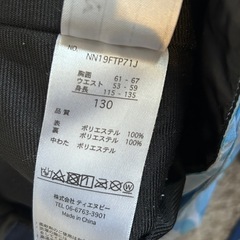 NO. NN19FTP71J
胸囲 61 - 67
ウエスト 53 - 59
身長 115 - 135
130
品質
表 ポリエステル 100%
裏 ポリエステル 100%
中わた ポリエステル 100%
株式会社 ティエヌピー
TEL 06-6763-3901
Made in China